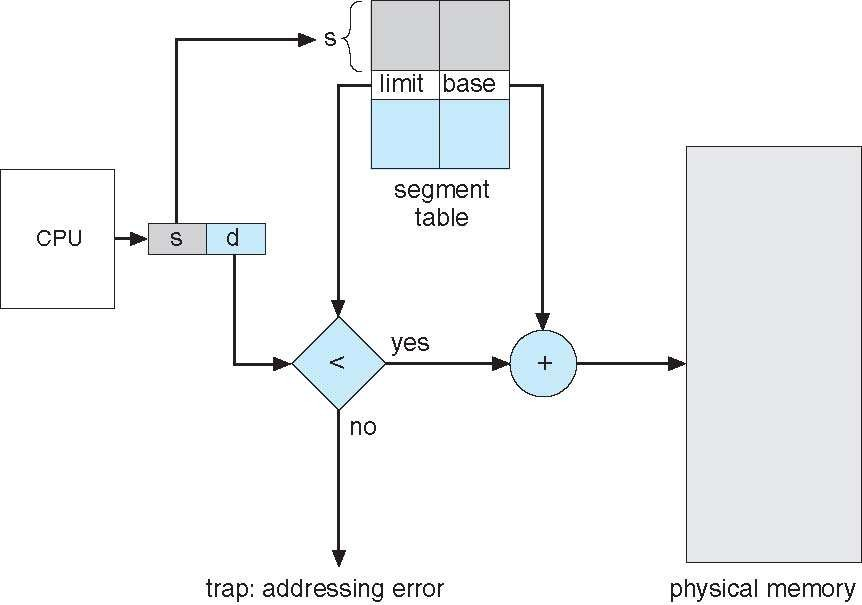 s
limit base
segment
table
CPU
s d
< yes +
no
trap: addressing error
physical memory